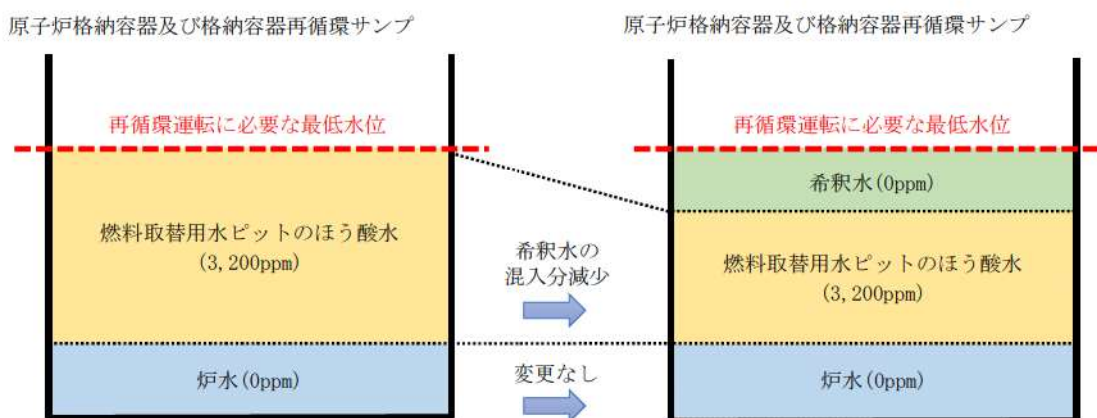 原子炉格納容器及び格納容器再循環サンプ
再循環運転に必要な最低水位
燃料取替用水ピットのほう酸水
(3,200ppm)
炉水(0ppm)
希釈水の
混入分減少
変更なし
原子炉格納容器及び格納容器再循環サンプ
再循環運転に必要な最低水位
希釈水(0ppm)
燃料取替用水ピットのほう酸水
(3,200ppm)
炉水(0ppm)